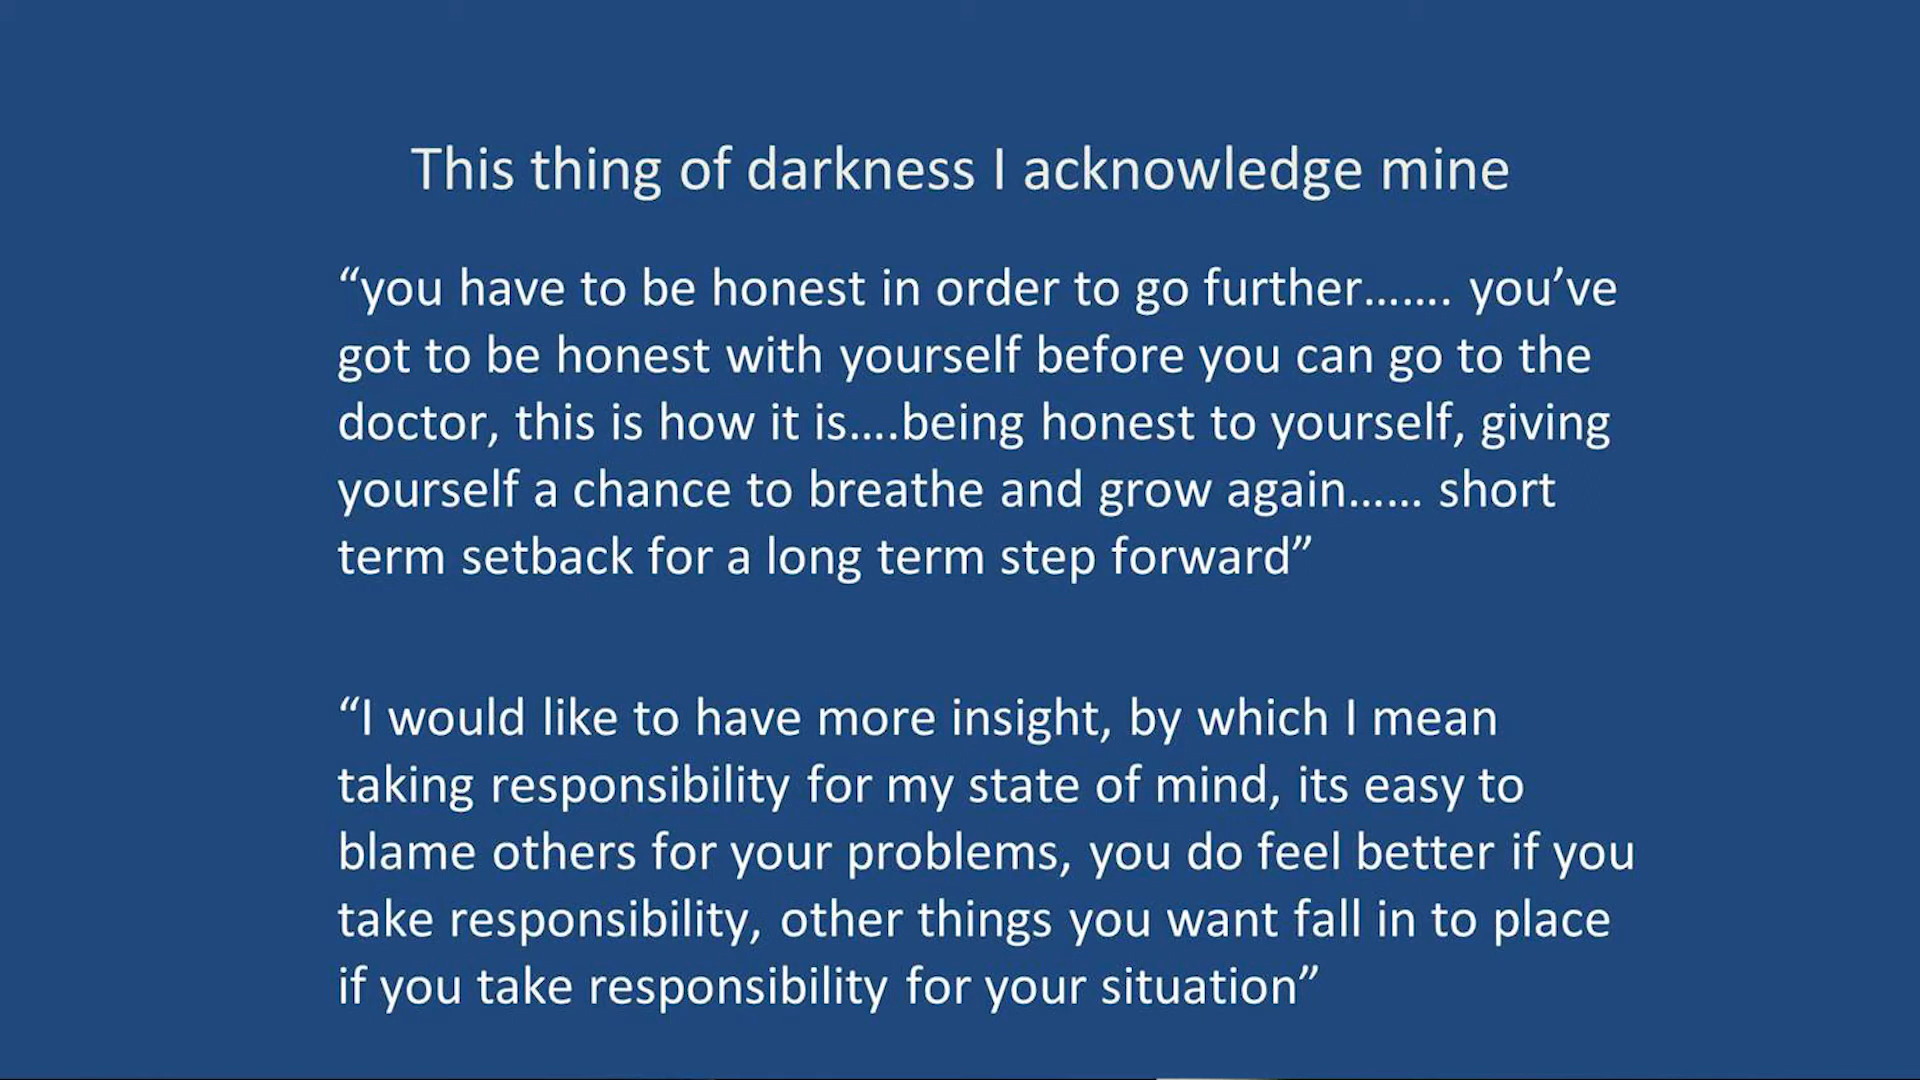 This thing of darkness I acknowledge mine
“you have to be honest in order to go further……. you’ve
got to be honest with yourself before you can go to the
doctor, this is how it is….being honest to yourself, giving
yourself a chance to breathe and grow again…… short
term setback for a long term step forward”
“I would like to have more insight, by which I mean
taking responsibility for my state of mind, its easy to
blame others for your problems, you do feel better if you
take responsibility, other things you want fall in to place
if you take responsibility for your situation”